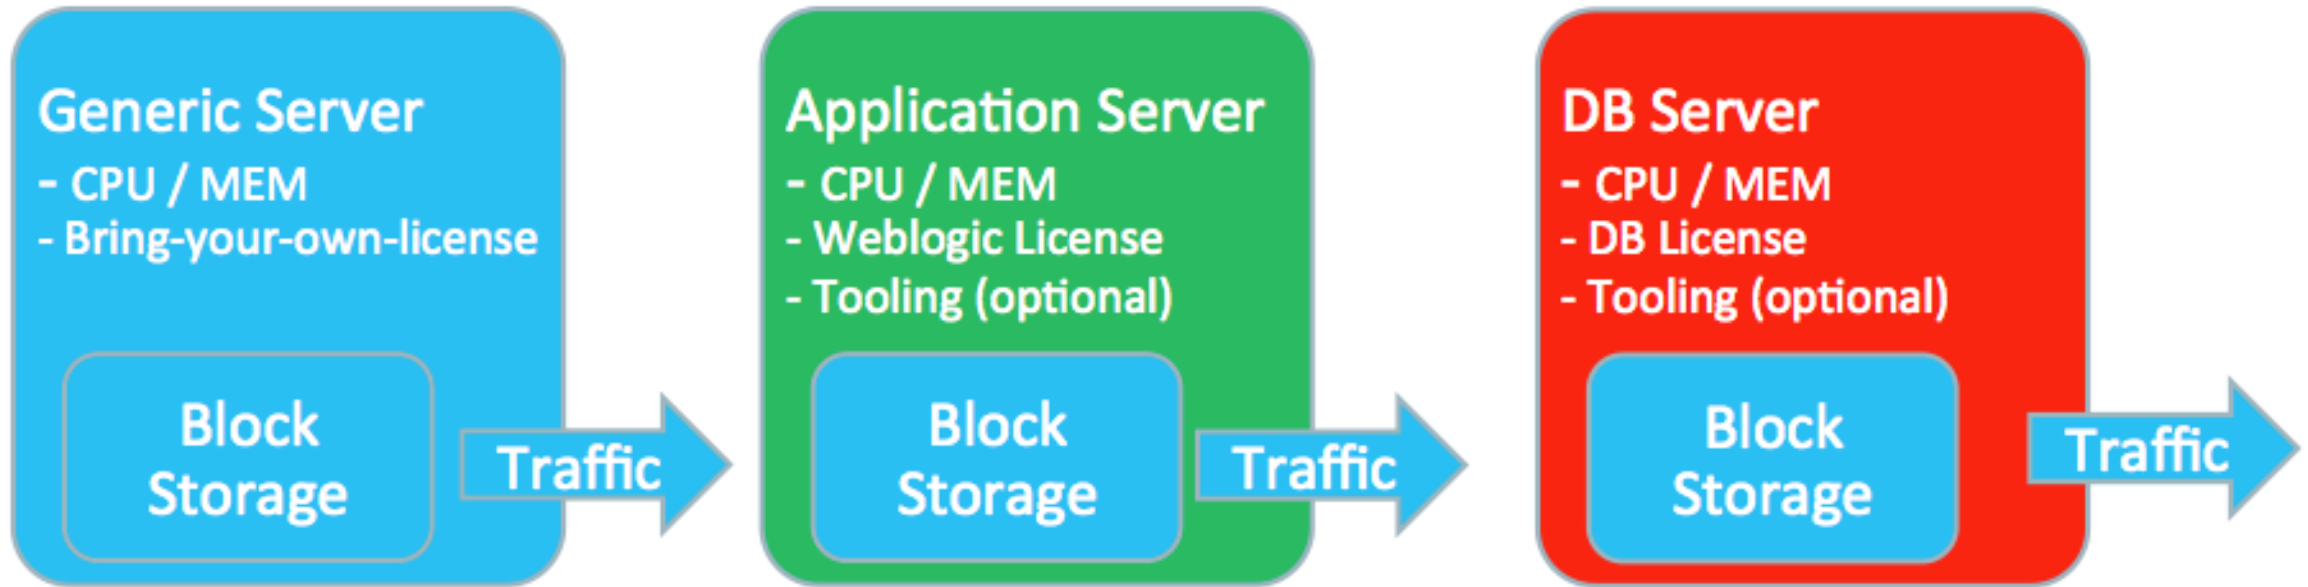 Generic Server
- CPU / MEM
- Bring-your-own-license
Block
Storage
Traffic
Application Server
- CPU / MEM
- Weblogic License
- Tooling (optional)
Block
Storage
Traffic
DB Server
- CPU / MEM
- DB License
- Tooling (optional)
Block
Storage
Traffic